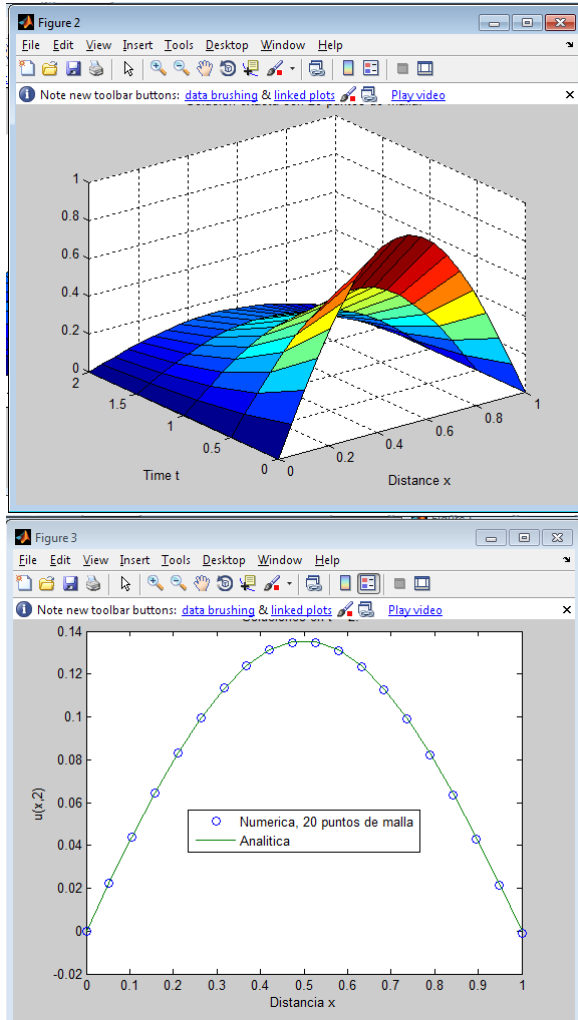 Figure 2
File Edit View Insert Tools Desktop Window Help
Note new toolbar buttons: data brushing & linked plots Play video
1
0.8
0.6
0.4
0.2
0
2
1.5
1
0.5
0
0
0.2
0.4
0.6
0.8
1
Time t
Distance x
Figure 3
File Edit View Insert Tools Desktop Window Help
Note new toolbar buttons: data brushing & linked plots Play video
0.14
0.12
0.1
0.08
0.06
0.04
0.02
0
-0.02
u(x,2)
Numerica, 20 puntos de malla
Analitica
0 0.1 0.2 0.3 0.4 0.5 0.6 0.7 0.8 0.9 1
Distancia x